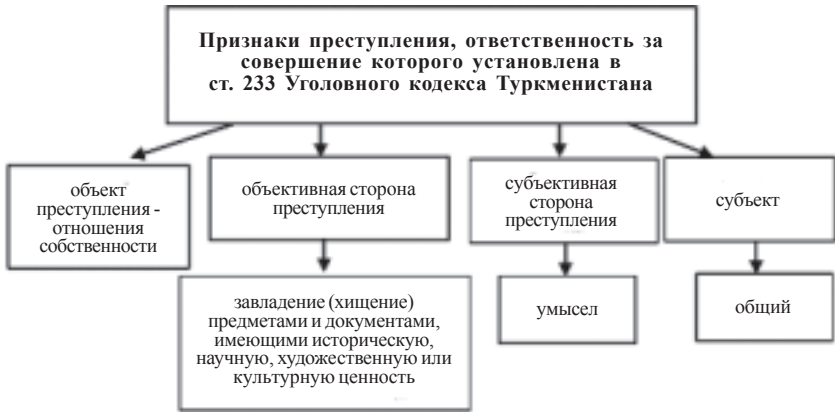 Признаки преступления, ответственность за
совершение которого установлена в
ст. 233 Уголовного кодекса Туркменистана
объект
преступления -
отношения
собственности
объективная сторона
преступления
субъективная
сторона
преступления
субъект
завладение (хищение)
предметами и документами,
имеющими историческую,
научную, художественную или
культурную ценность
умысел
общий